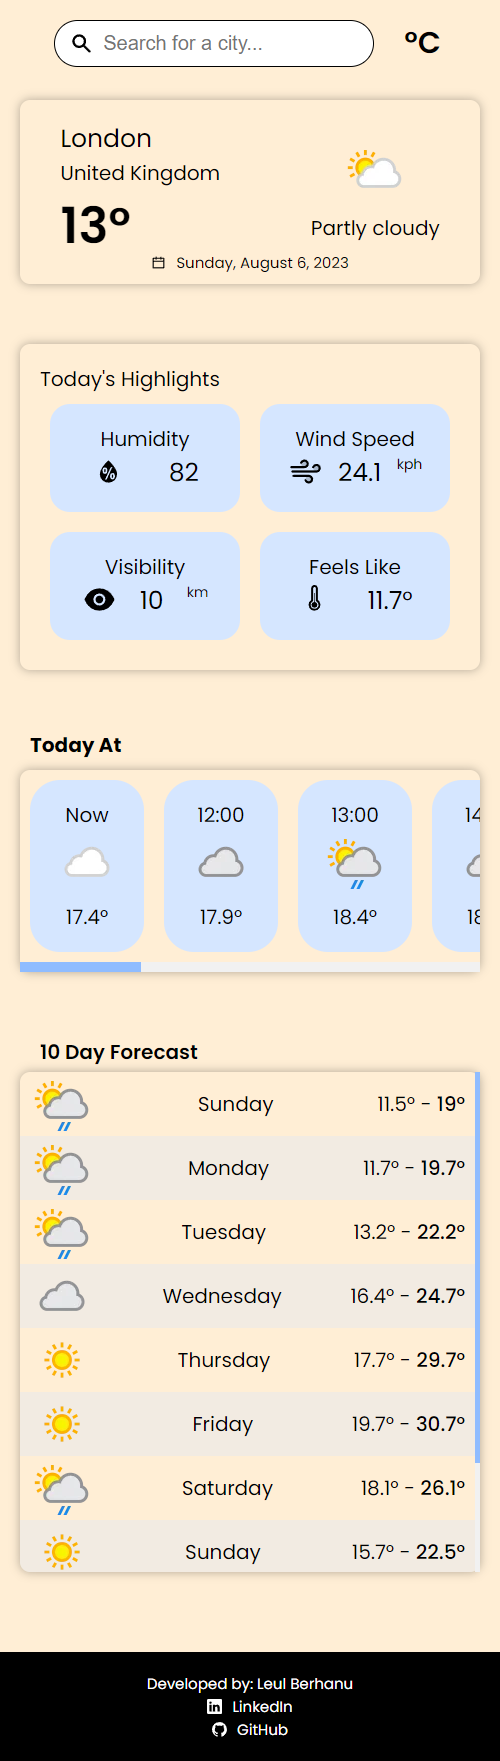 Search for a city... °C
London
United Kingdom
13°
Partly cloudy
Sunday, August 6, 2023
Today's Highlights
Humidity
82
Wind Speed
24.1 kph
Visibility
10 km
Feels Like
11.7°
Today At
Now 12:00 13:00 14
17.4° 17.9° 18.4° 18
10 Day Forecast
Sunday 11.5° - 19°
Monday 11.7° - 19.7°
Tuesday 13.2° - 22.2°
Wednesday 16.4° - 24.7°
Thursday 17.7° - 29.7°
Friday 19.7° - 30.7°
Saturday 18.1° - 26.1°
Sunday 15.7° - 22.5°
Developed by: Leul Berhanu
LinkedIn
GitHub